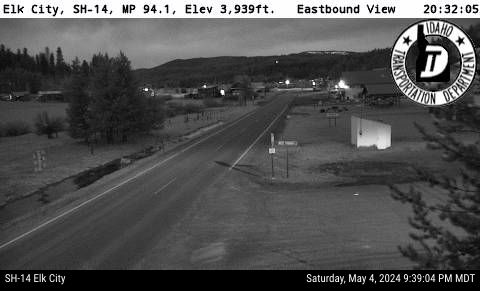 Elk City, SH-14, MP 94.1, Elev 3,939ft. Eastbound View 20:32:05
IDAHO
TRANSPORTATION DEPARTMENT
SH-14 Elk City Saturday, May 4, 2024 9:39:04 PM MDT